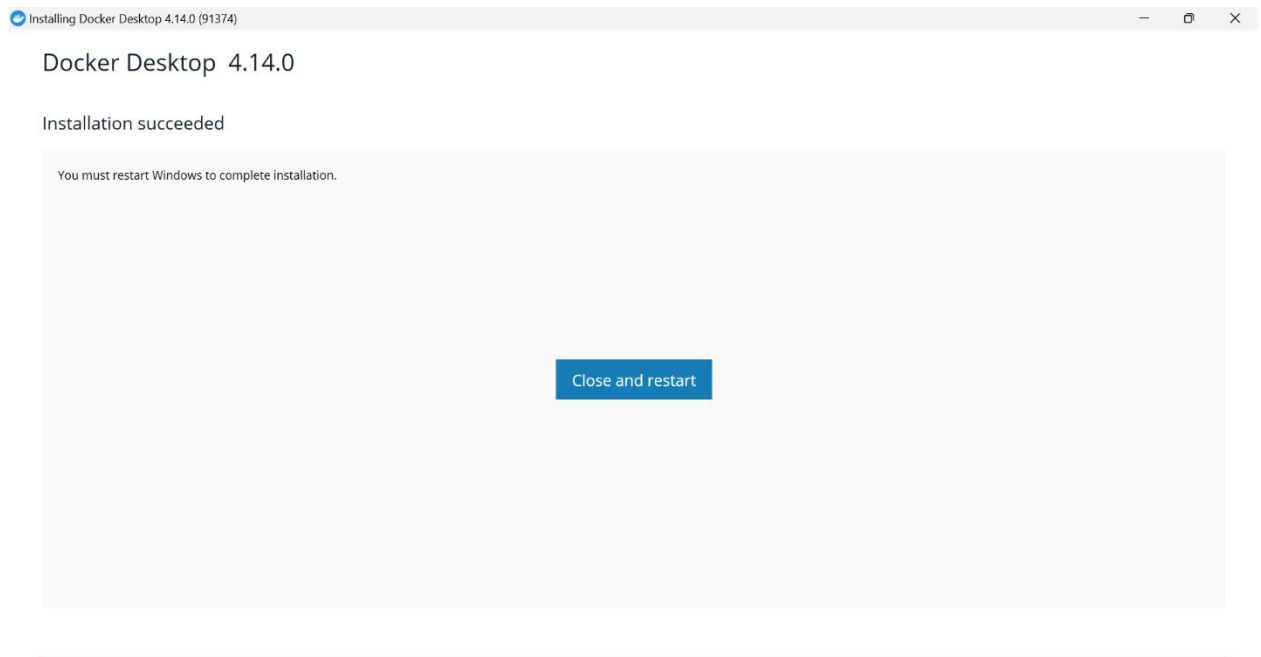 Installing Docker Desktop 4.14.0 (91374)
Docker Desktop 4.14.0
Installation succeeded
You must restart Windows to complete installation.
Close and restart